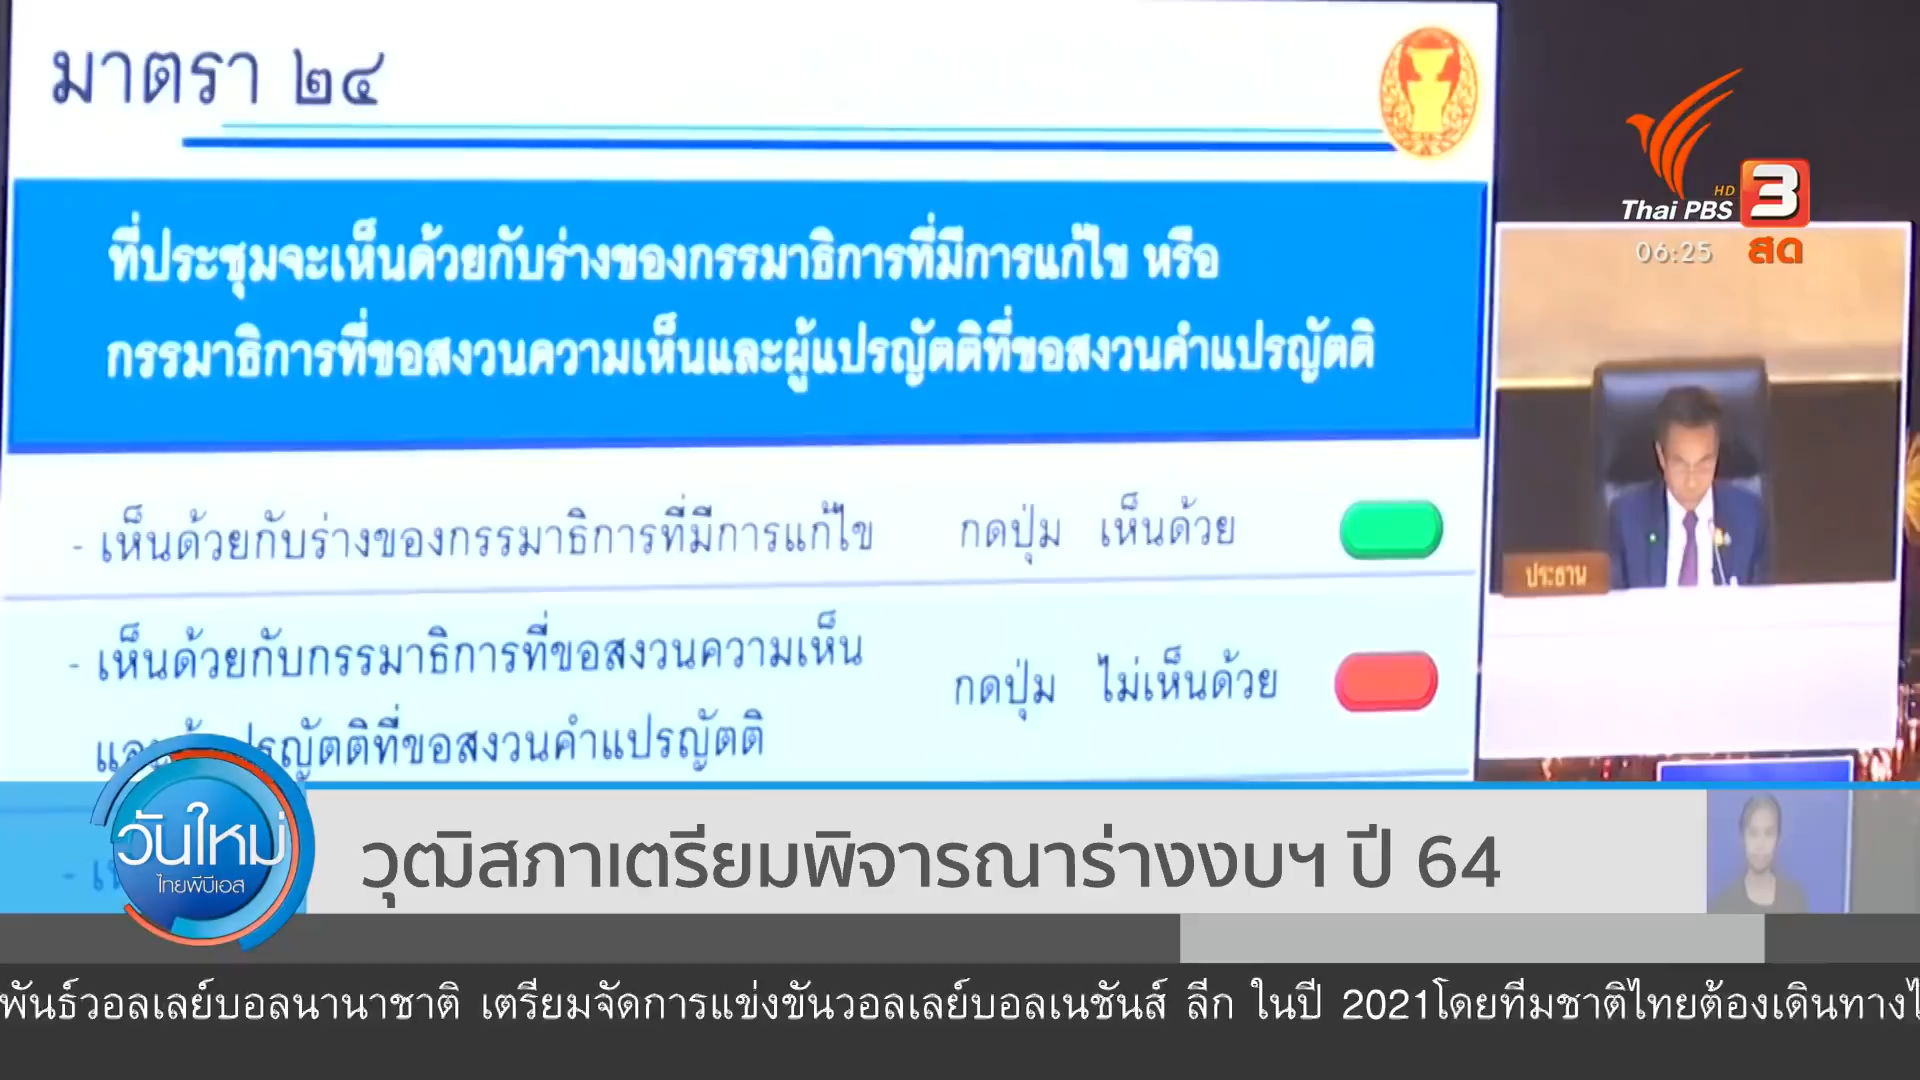 มาตรา ๒๔
ที่ประชุมจะเห็นด้วยกับร่างของกรรมาธิการที่มีการแก้ไข หรือ
กรรมาธิการที่ขอสงวนความเห็นและผู้แปรญัตติที่ขอสงวนคำแปรญัตติ
- เห็นด้วยกับร่างของกรรมาธิการที่มีการแก้ไข กดปุ่ม เห็นด้วย
- เห็นด้วยกับกรรมาธิการที่ขอสงวนความเห็น
กดปุ่ม ไม่เห็นด้วย
ที่ขอสงวนคำแปรญัตติ
Thai PBS HD 3
06:25 สด
ประธาน
วันใหม่
ไทยพีบีเอส
วุฒิสภาเตรียมพิจารณาร่างงบฯ ปี 64
พันธ์วอลเลย์บอลนานาชาติ เตรียมจัดการแข่งขันวอลเลย์บอลเนชันส์ ลีก ในปี 2021โดยทีมชาติไทยต้องเดินทางไ